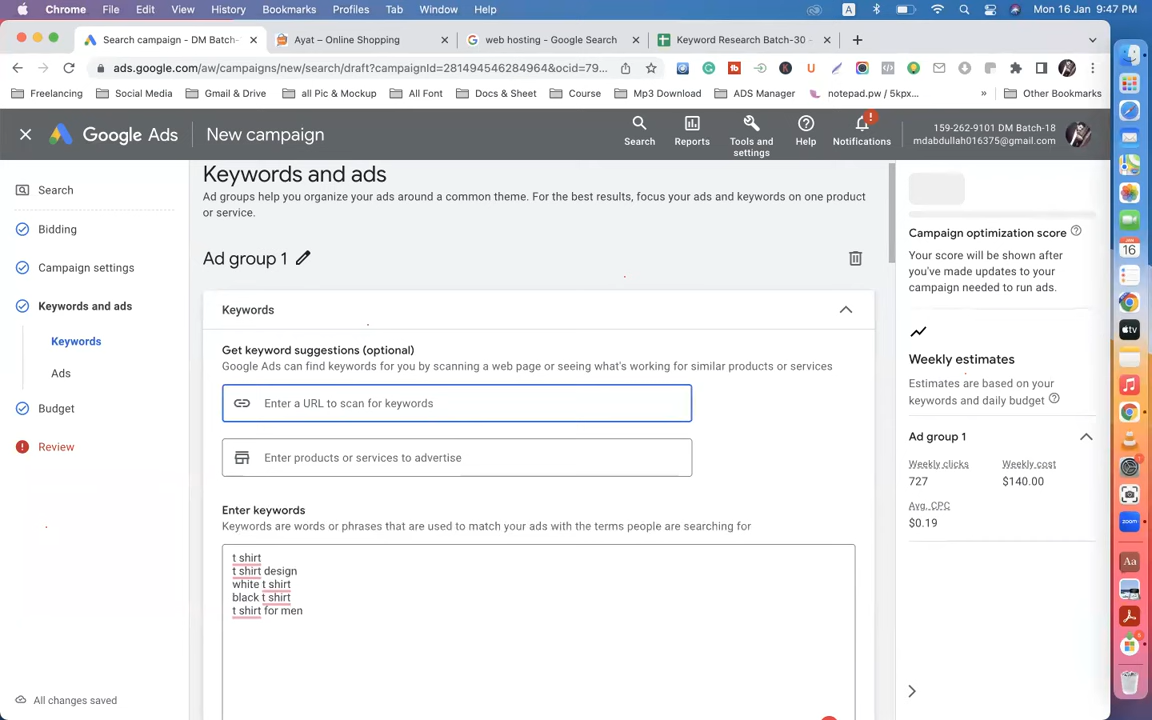 Chrome File Edit View History Bookmarks Profiles Tab Window Help A Mon 16 Jan 9:47 PM
Search campaign - DM Batch- Ayat – Online Shopping web hosting - Google Search Keyword Research Batch-30 -
ads.google.com/aw/campaigns/new/search/draft?campaignId=281494546284964&ocid=79...
Freelancing Social Media Gmail & Drive all Pic & Mockup All Font Docs & Sheet Course Mp3 Download ADS Manager notepad.pw / 5kpx... » Other Bookmarks
Google Ads New campaign
Search Reports Tools and settings Help Notifications
159-262-9101 DM Batch-18
mdabdullah016375@gmail.com
Search
Bidding
Campaign settings
Keywords and ads
Keywords
Ads
Budget
Review
All changes saved
Keywords and ads
Ad groups help you organize your ads around a common theme. For the best results, focus your ads and keywords on one product
or service.
Ad group 1
Keywords
Get keyword suggestions (optional)
Google Ads can find keywords for you by scanning a web page or seeing what's working for similar products or services
Enter a URL to scan for keywords
Enter products or services to advertise
Enter keywords
Keywords are words or phrases that are used to match your ads with the terms people are searching for
t shirt
t shirt design
white t shirt
black t shirt
t shirt for men
Campaign optimization score
Your score will be shown after
you've made updates to your
campaign needed to run ads.
Weekly estimates
Estimates are based on your
keywords and daily budget
Ad group 1
Weekly clicks Weekly cost
727 $140.00
Avg. CPC
$0.19
JAN
16
tv
zoom
Aa